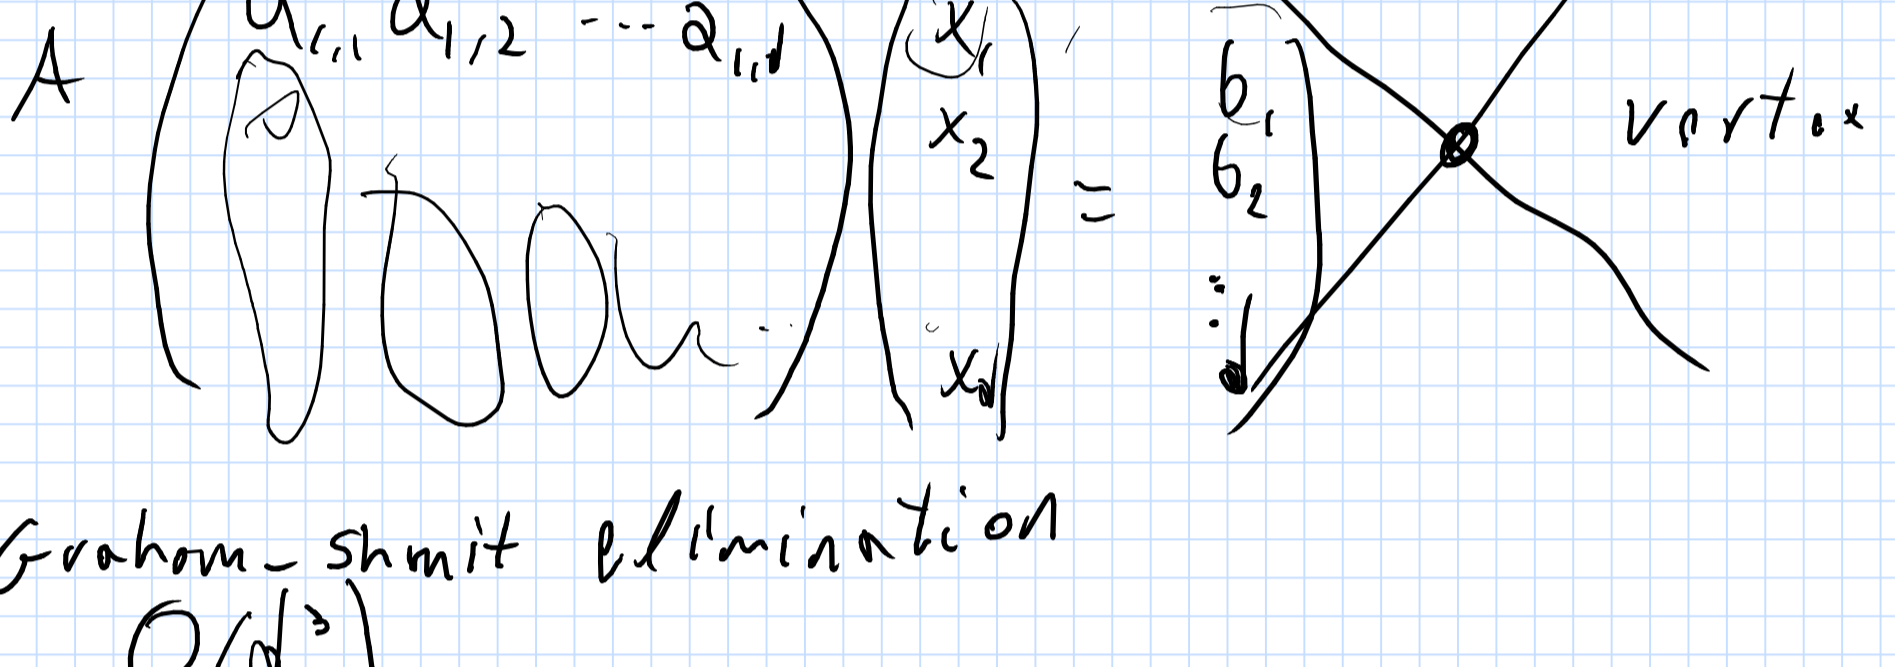 A ( a1,1 a1,2 --- a1,d ) ( x1 x2 xd ) = [ b1 b2 ⋮ d ]
vertex
Graham-shmit elimination
O(d³)